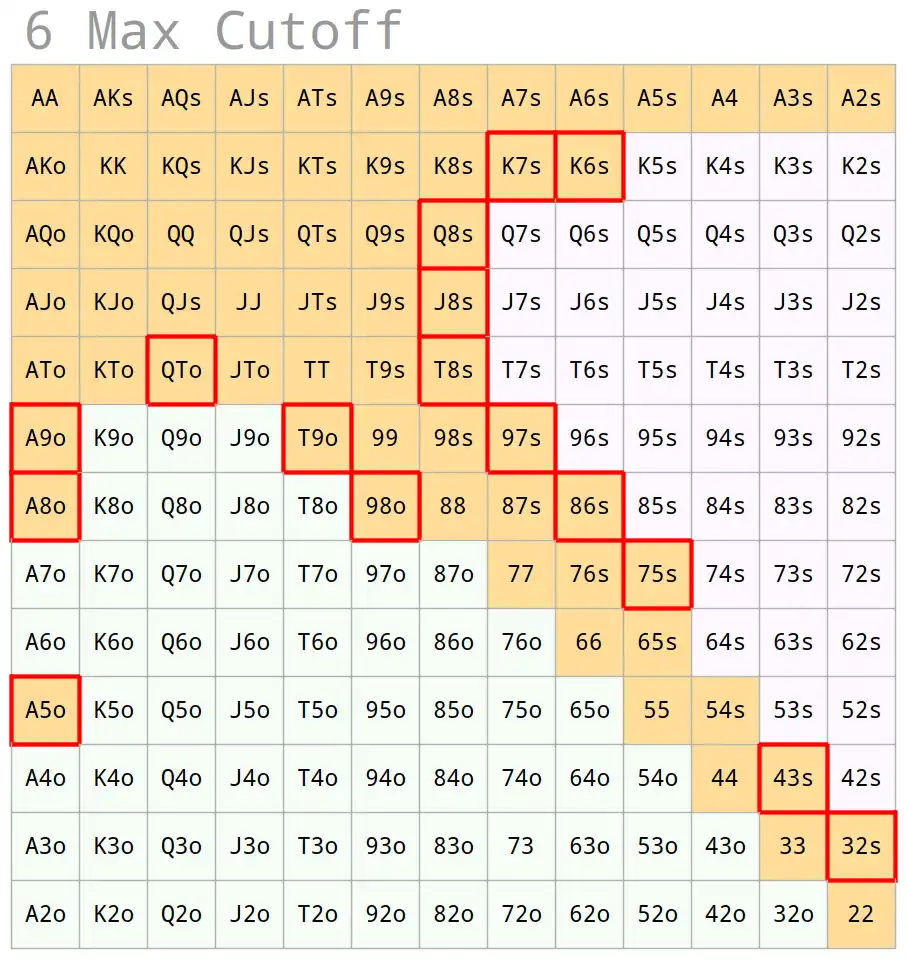 6 Max Cutoff
AA AKs AQs AJs ATs A9s A8s A7s A6s A5s A4 A3s A2s
AKo KK KQs KJs KTs K9s K8s K7s K6s K5s K4s K3s K2s
AQo KQo QQ QJs QTs Q9s Q8s Q7s Q6s Q5s Q4s Q3s Q2s
AJo KJo QJs JJ JTs J9s J8s J7s J6s J5s J4s J3s J2s
ATo KTo QTo JTo TT T9s T8s T7s T6s T5s T4s T3s T2s
A9o K9o Q9o J9o T9o 99 98s 97s 96s 95s 94s 93s 92s
A8o K8o Q8o J8o T8o 98o 88 87s 86s 85s 84s 83s 82s
A7o K7o Q7o J7o T7o 97o 87o 77 76s 75s 74s 73s 72s
A6o K6o Q6o J6o T6o 96o 86o 76o 66 65s 64s 63s 62s
A5o K5o Q5o J5o T5o 95o 85o 75o 65o 55 54s 53s 52s
A4o K4o Q4o J4o T4o 94o 84o 74o 64o 54o 44 43s 42s
A3o K3o Q3o J3o T3o 93o 83o 73 63o 53o 43o 33 32s
A2o K2o Q2o J2o T2o 92o 82o 72o 62o 52o 42o 32o 22